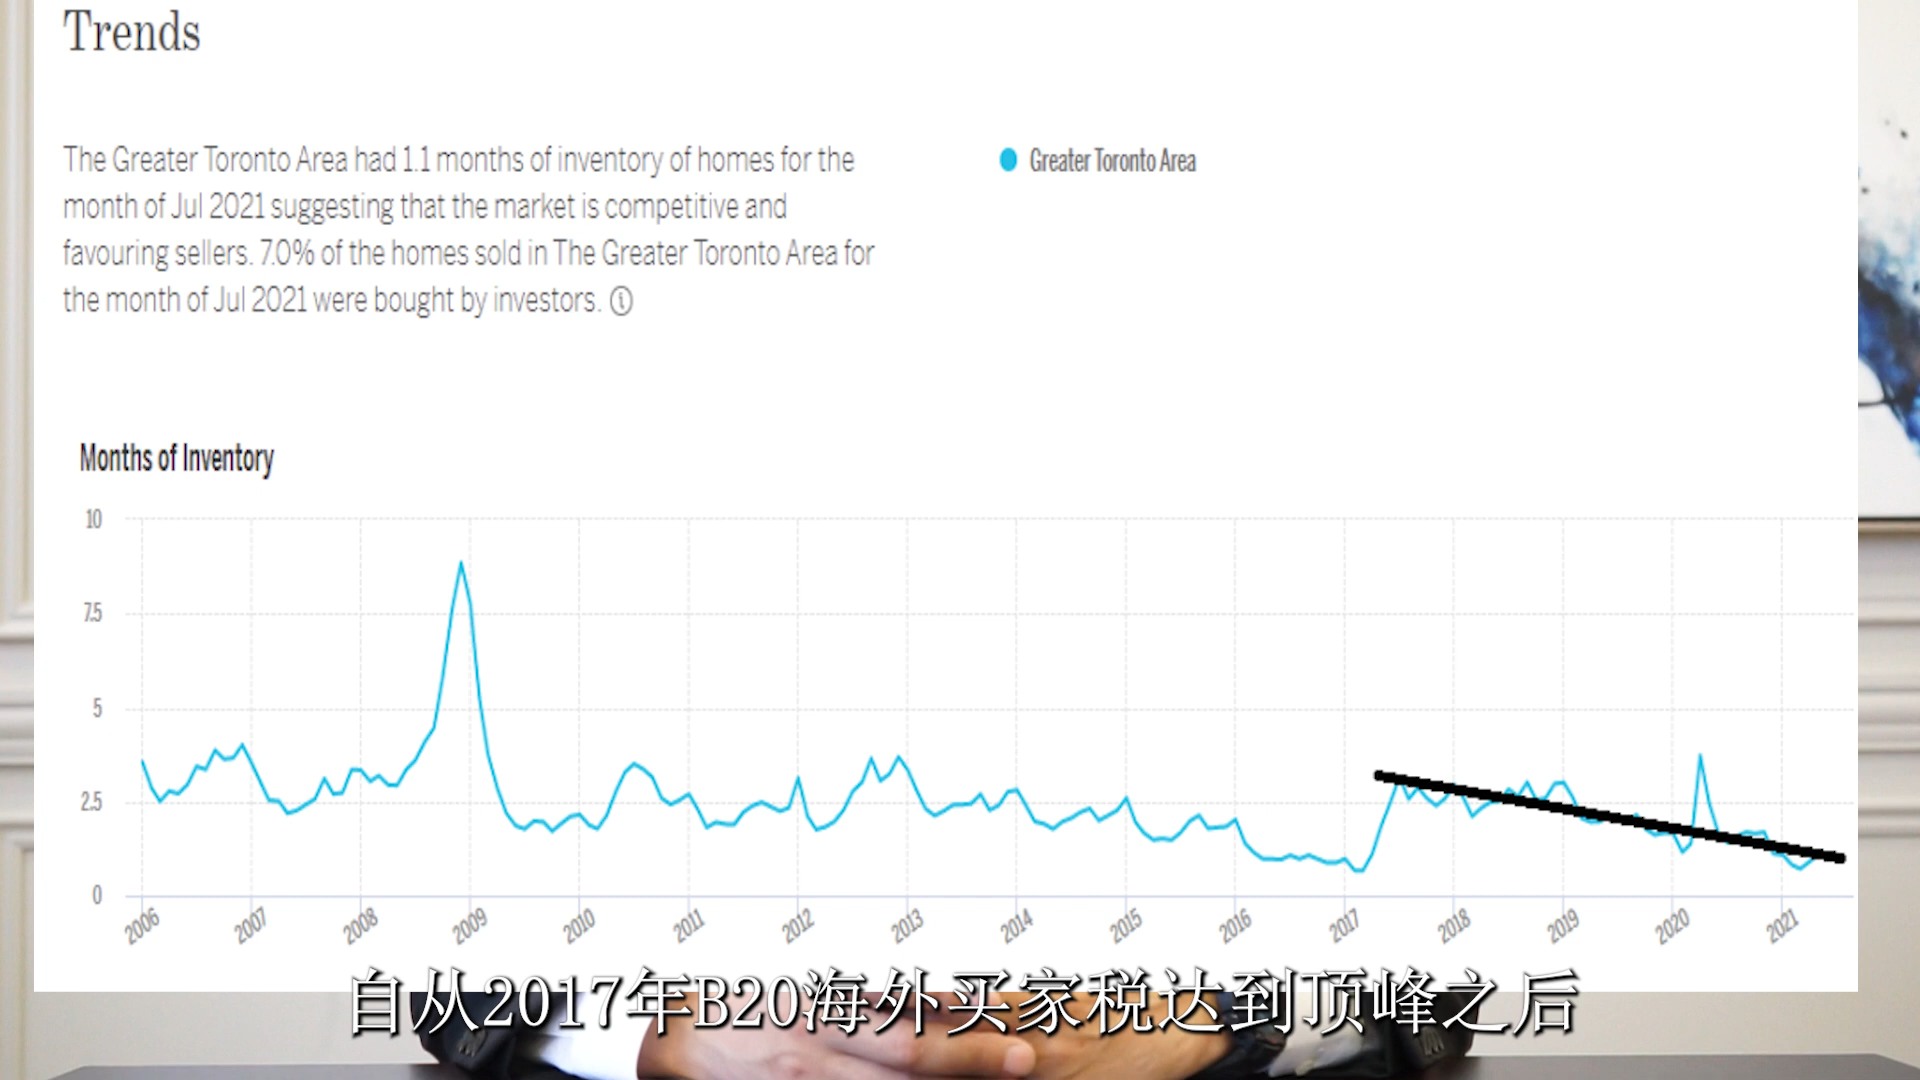 Trends
The Greater Toronto Area had 1.1 months of inventory of homes for the
month of Jul 2021 suggesting that the market is competitive and
favouring sellers. 7.0% of the homes sold in The Greater Toronto Area for
the month of Jul 2021 were bought by investors.
Greater Toronto Area
Months of Inventory
10
7.5
5
2.5
0
2006 2007 2008 2009 2010 2011 2012 2013 2014 2015 2016 2017 2018 2019 2020 2021
自从2017年B20海外买家税达到顶峰之后